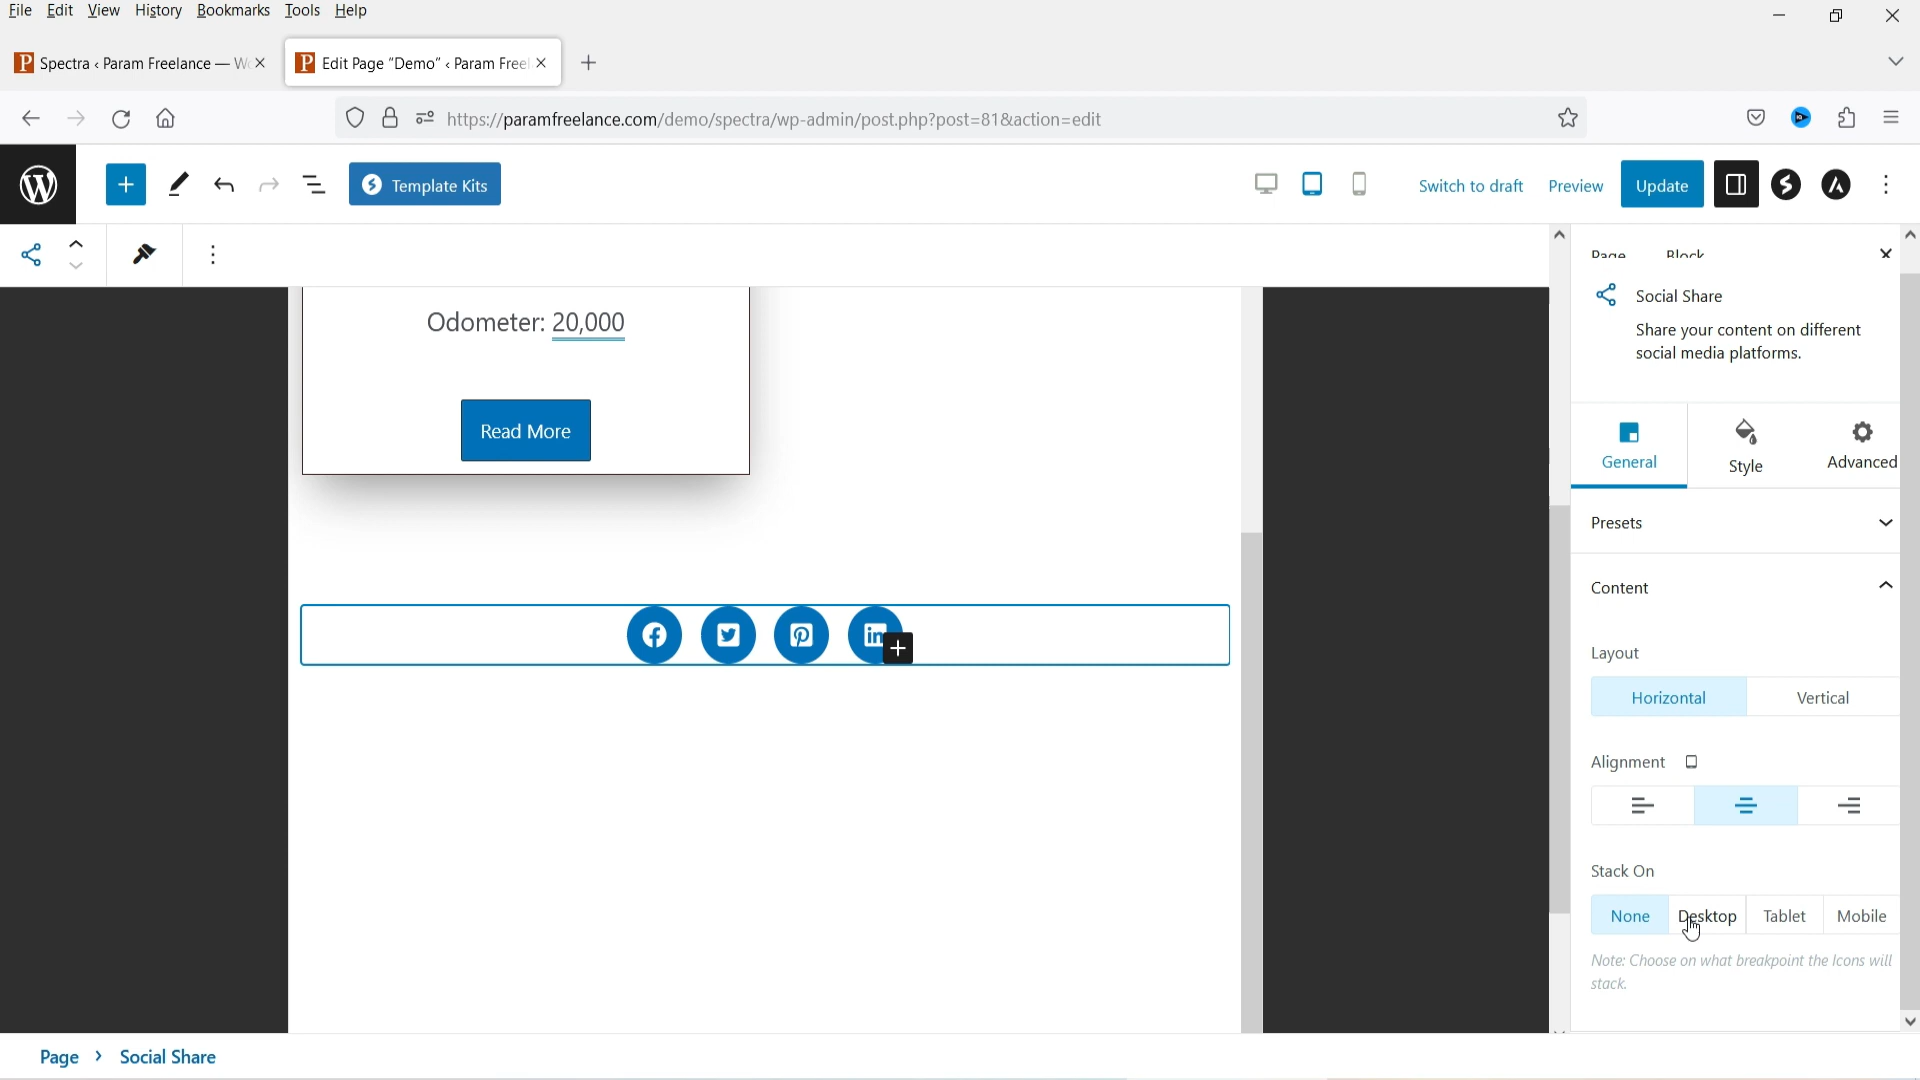 File Edit View History Bookmarks Tools Help
Spectra ‹ Param Freelance — Wo
Edit Page "Demo" ‹ Param Freel
https://paramfreelance.com/demo/spectra/wp-admin/post.php?post=81&action=edit
Template Kits
Switch to draft
Preview
Update
Page Block
Social Share
Share your content on different
social media platforms.
General
Style
Advanced
Presets
Content
Layout
Horizontal
Vertical
Alignment
Stack On
None
Desktop
Tablet
Mobile
Note: Choose on what breakpoint the Icons will
stack.
Odometer: 20,000
Read More
Page > Social Share